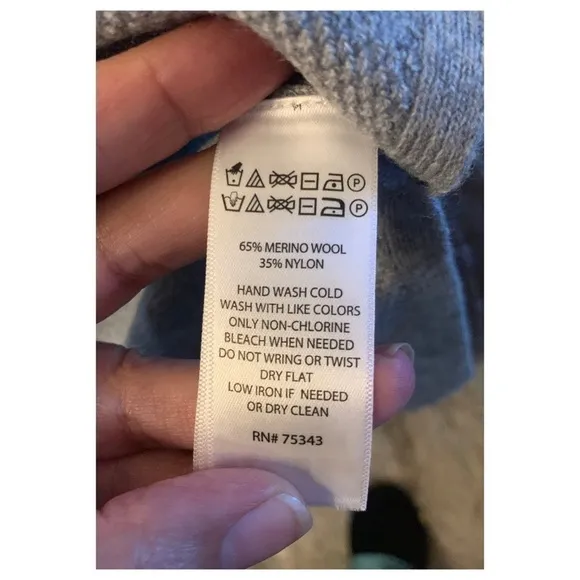 M
P
P
65% MERINO WOOL
35% NYLON
HAND WASH COLD
WASH WITH LIKE COLORS
ONLY NON-CHLORINE
BLEACH WHEN NEEDED
DO NOT WRING OR TWIST
DRY FLAT
LOW IRON IF NEEDED
OR DRY CLEAN
RN# 75343